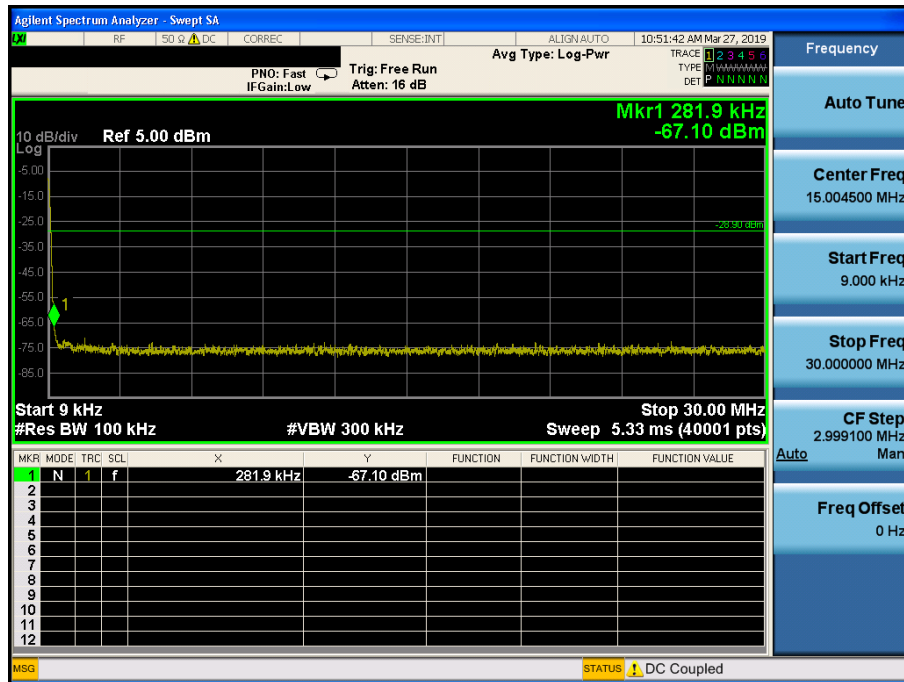 Agilent Spectrum Analyzer - Swept SA
LXI RF 50 Ω DC CORREC SENSE:INT ALIGN AUTO 10:51:42 AM Mar 27, 2019
Frequency
Avg Type: Log-Pwr
TRACE 1 2 3 4 5 6
PNO: Fast Trig: Free Run
TYPE M WWWWW
IFGain:Low Atten: 16 dB
DET P N N N N N
Auto Tune
Mkr1 281.9 kHz
-67.10 dBm
10 dB/div Ref 5.00 dBm
Log
-5.00
-15.0
-25.0
-28.90 dBm
-35.0
-45.0
-55.0
1
-65.0
-75.0
-85.0
Center Freq
15.004500 MHz
Start Freq
9.000 kHz
Stop Freq
30.000000 MHz
Start 9 kHz Stop 30.00 MHz
#Res BW 100 kHz #VBW 300 kHz Sweep 5.33 ms (40001 pts)
CF Step
2.999100 MHz
Auto Man
MKR MODE TRC SCL X Y FUNCTION FUNCTION WIDTH FUNCTION VALUE
1 N 1 f 281.9 kHz -67.10 dBm
2
3
4
5
6
7
8
9
10
11
12
Freq Offset
0 Hz
MSG STATUS DC Coupled